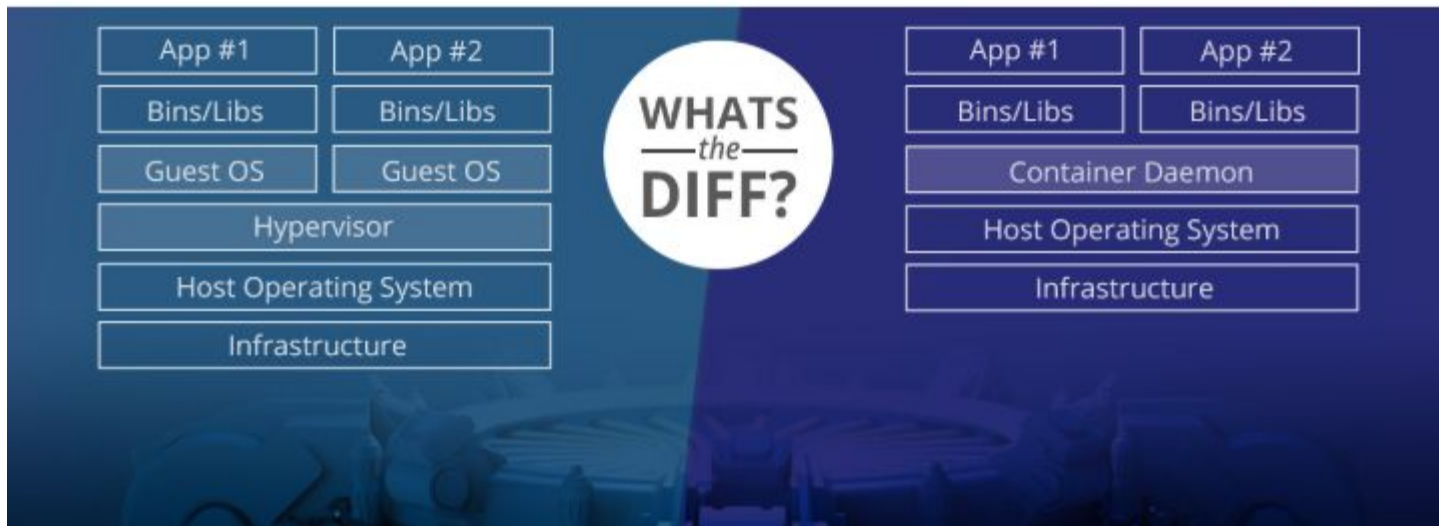 App #1
App #2
Bins/Libs
Bins/Libs
Guest OS
Guest OS
Hypervisor
Host Operating System
Infrastructure
WHATS
the
DIFF?
App #1
App #2
Bins/Libs
Bins/Libs
Container Daemon
Host Operating System
Infrastructure